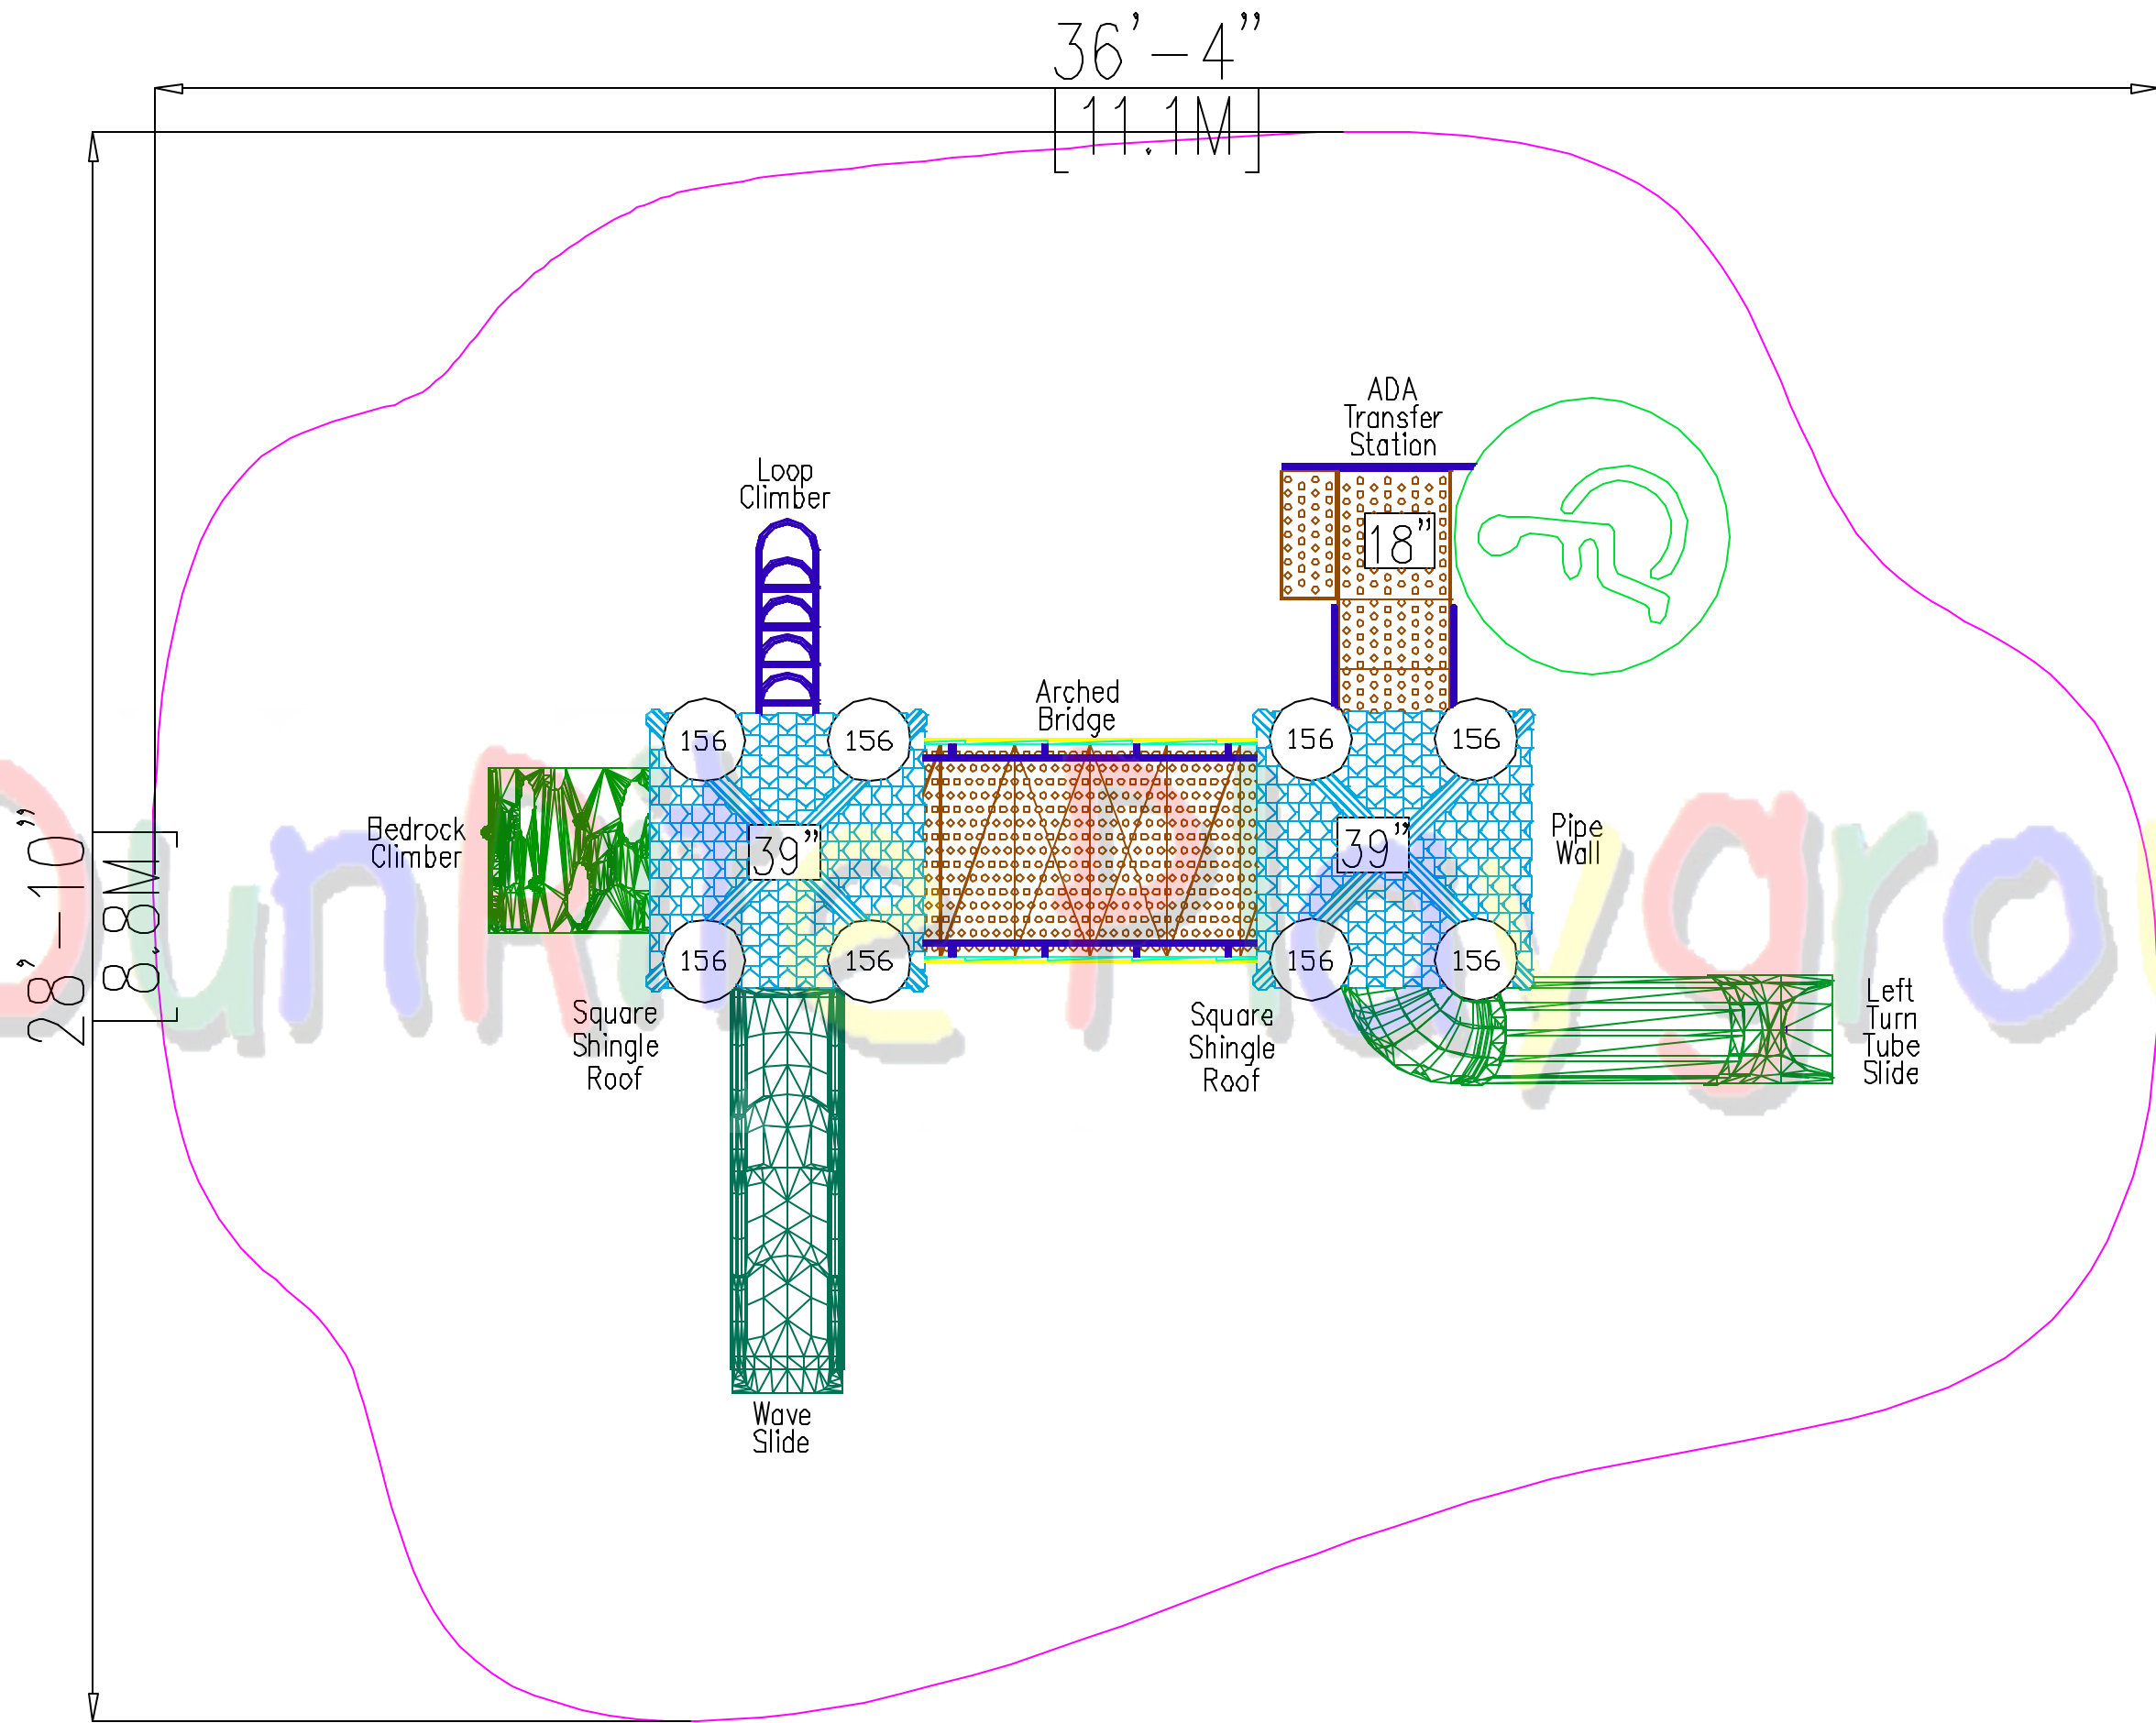 36'-4"
[11.1M]
28'-10"
[8.8M]
ADA
Transfer
Station
18"
Loop
Climber
Arched
Bridge
156
156
156
156
Bedrock
Climber
39"
39"
Pipe
Wall
156
156
156
156
Square
Shingle
Roof
Square
Shingle
Roof
Left
Turn
Tube
Slide
Wave
Slide